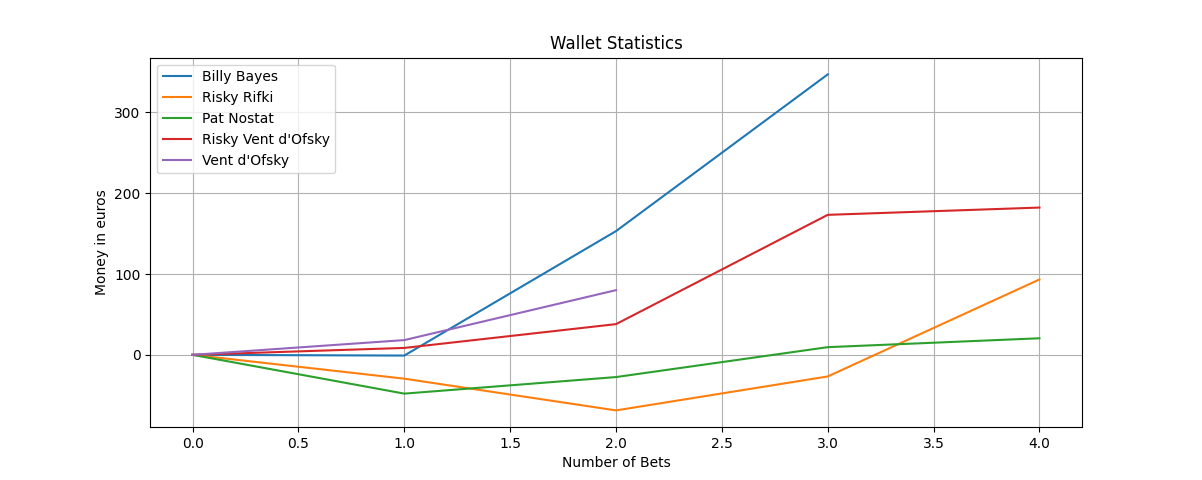 Wallet Statistics
Billy Bayes
Risky Rifki
Pat Nostat
Risky Vent d'Ofsky
Vent d'Ofsky
Money in euros
300
200
100
0
0.0 0.5 1.0 1.5 2.0 2.5 3.0 3.5 4.0
Number of Bets